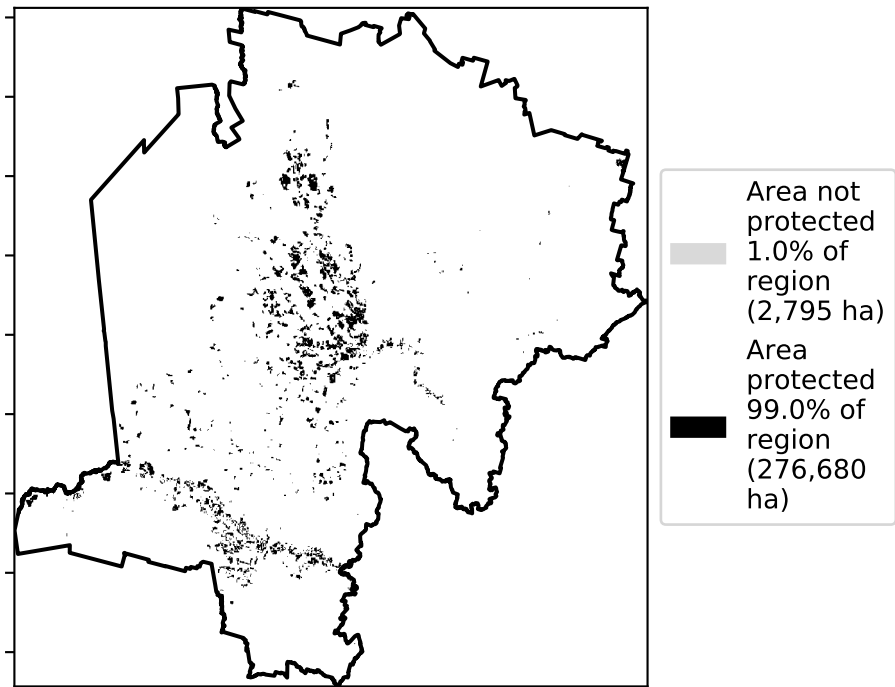 Area not
protected
1.0% of
region
(2,795 ha)
Area
protected
99.0% of
region
(276,680
ha)